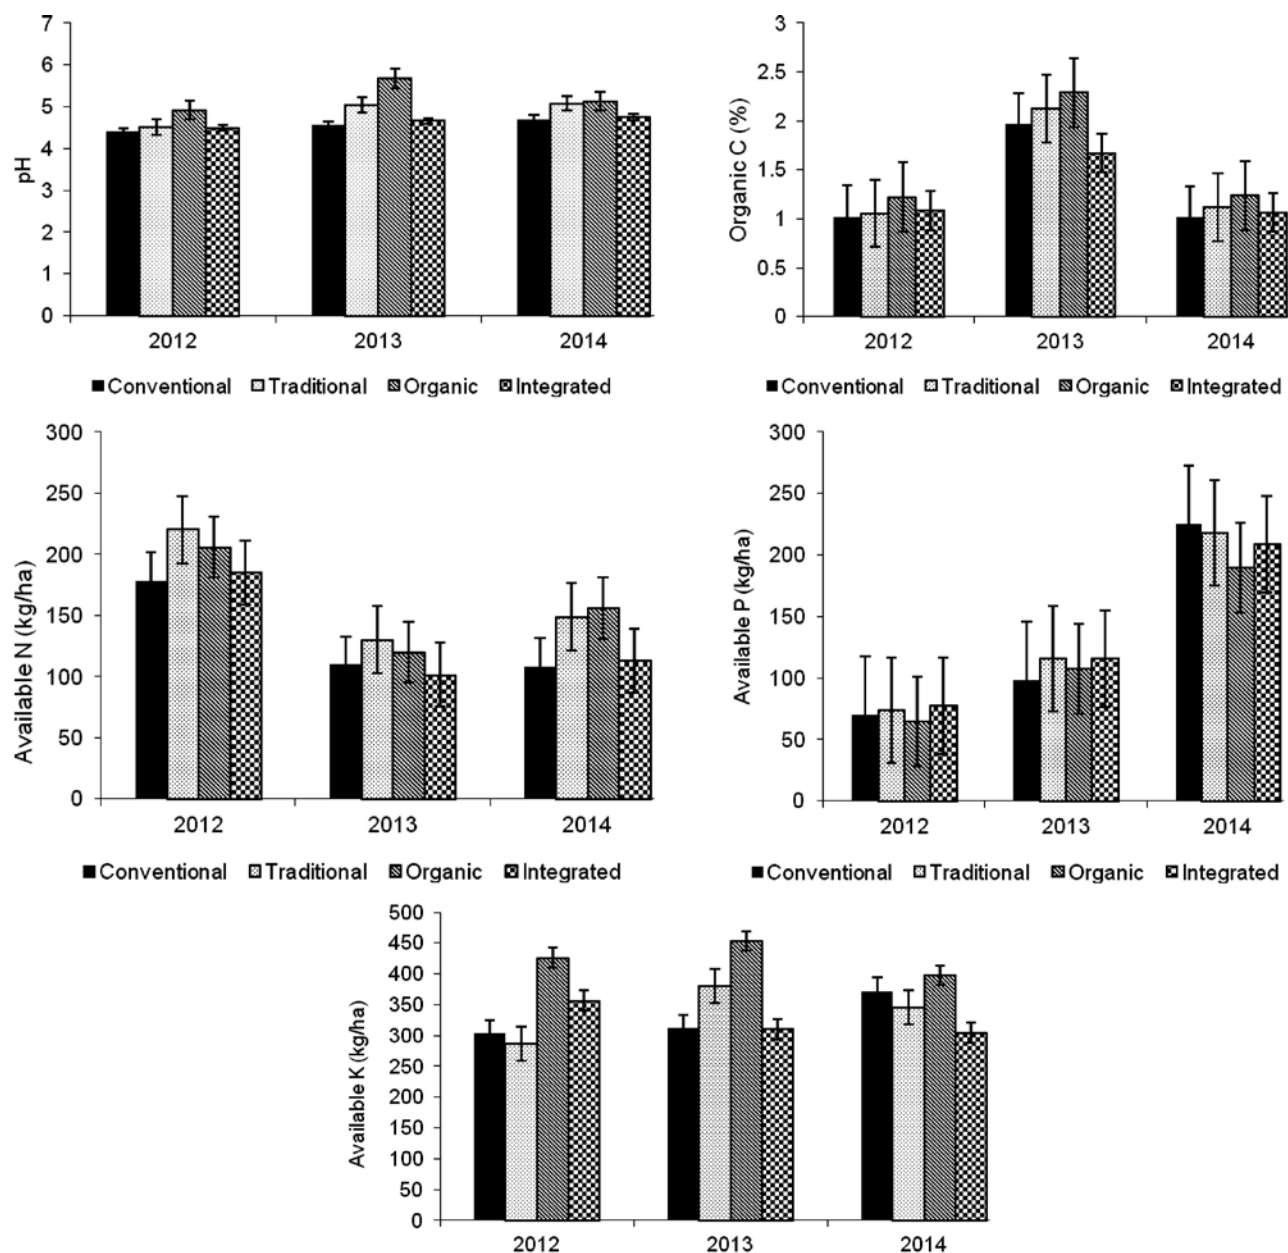 pH
7
6
5
4
3
2
1
0
2012 2013 2014
■Conventional Traditional Organic Integrated
Organic C (%)
3
2.5
2
1.5
1
0.5
0
2012 2013 2014
■Conventional Traditional Organic Integrated
Available N (kg/ha)
300
250
200
150
100
50
0
2012 2013 2014
■Conventional Traditional Organic Integrated
Available P (kg/ha)
300
250
200
150
100
50
0
2012 2013 2014
■Conventional Traditional Organic Integrated
Available K (kg/ha)
500
450
400
350
300
250
200
150
100
50
0
2012 2013 2014